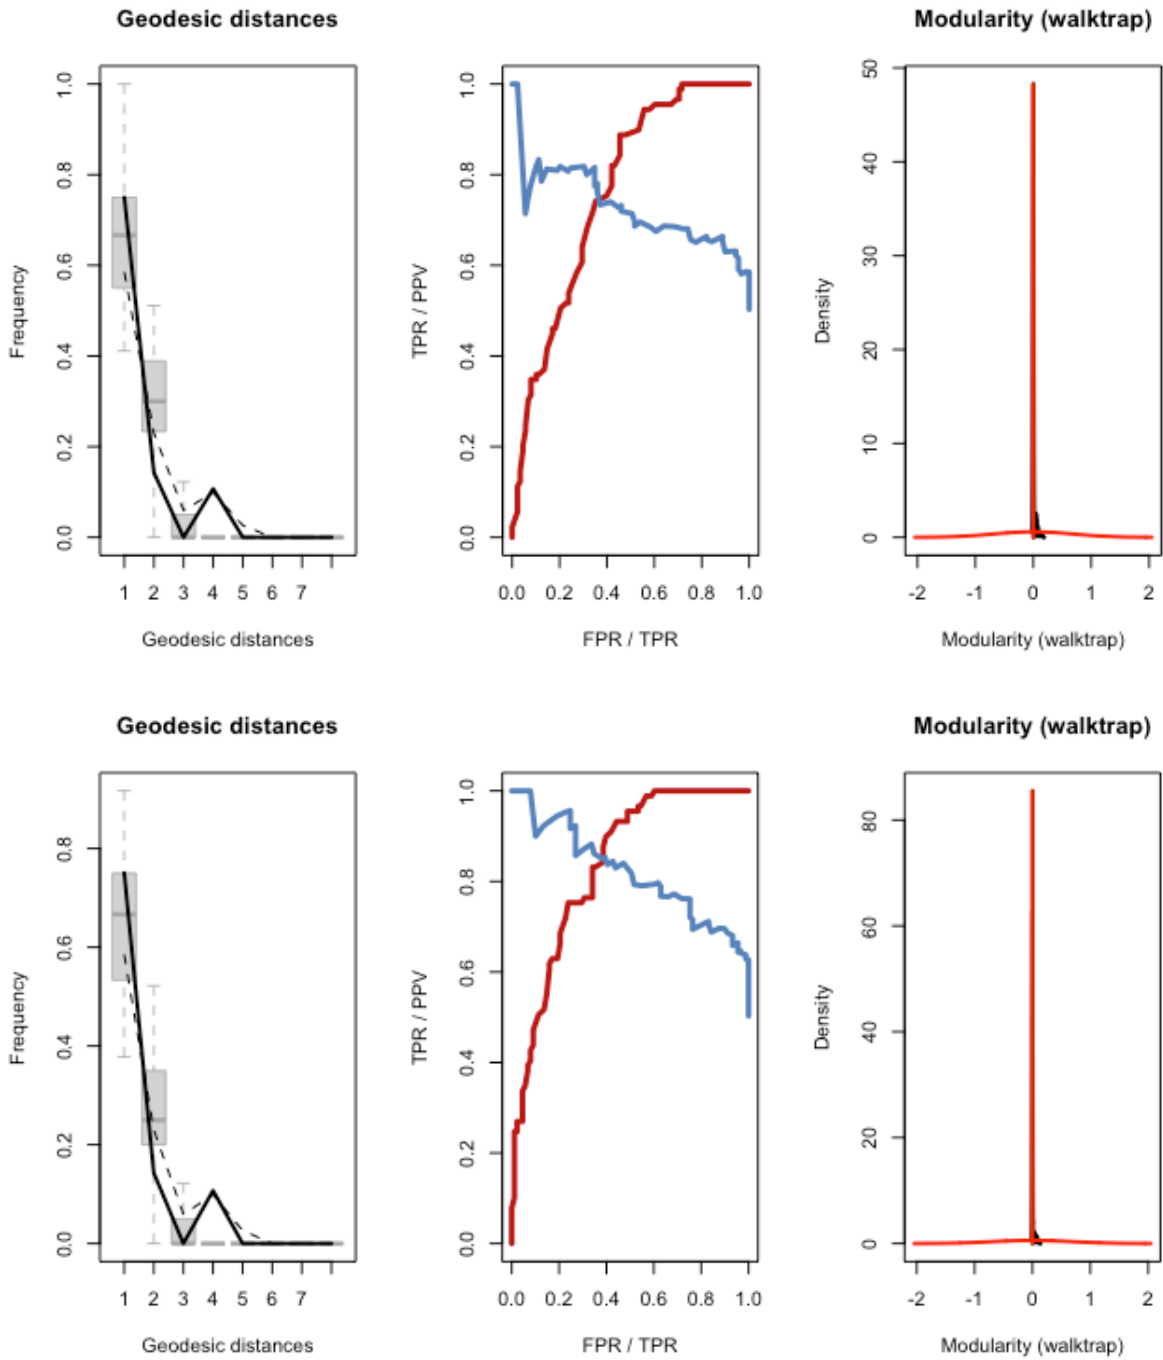 Geodesic distances
Modularity (walktrap)
Frequency
0.0 0.2 0.4 0.6 0.8 1.0
1 2 3 4 5 6 7
Geodesic distances
TPR / PPV
0.0 0.2 0.4 0.6 0.8 1.0
0.0 0.2 0.4 0.6 0.8 1.0
FPR / TPR
Density
0 10 20 30 40 50
-2 -1 0 1 2
Modularity (walktrap)
Geodesic distances
Modularity (walktrap)
Frequency
0.0 0.2 0.4 0.6 0.8
1 2 3 4 5 6 7
Geodesic distances
TPR / PPV
0.0 0.2 0.4 0.6 0.8 1.0
0.0 0.2 0.4 0.6 0.8 1.0
FPR / TPR
Density
0 20 40 60 80
-2 -1 0 1 2
Modularity (walktrap)